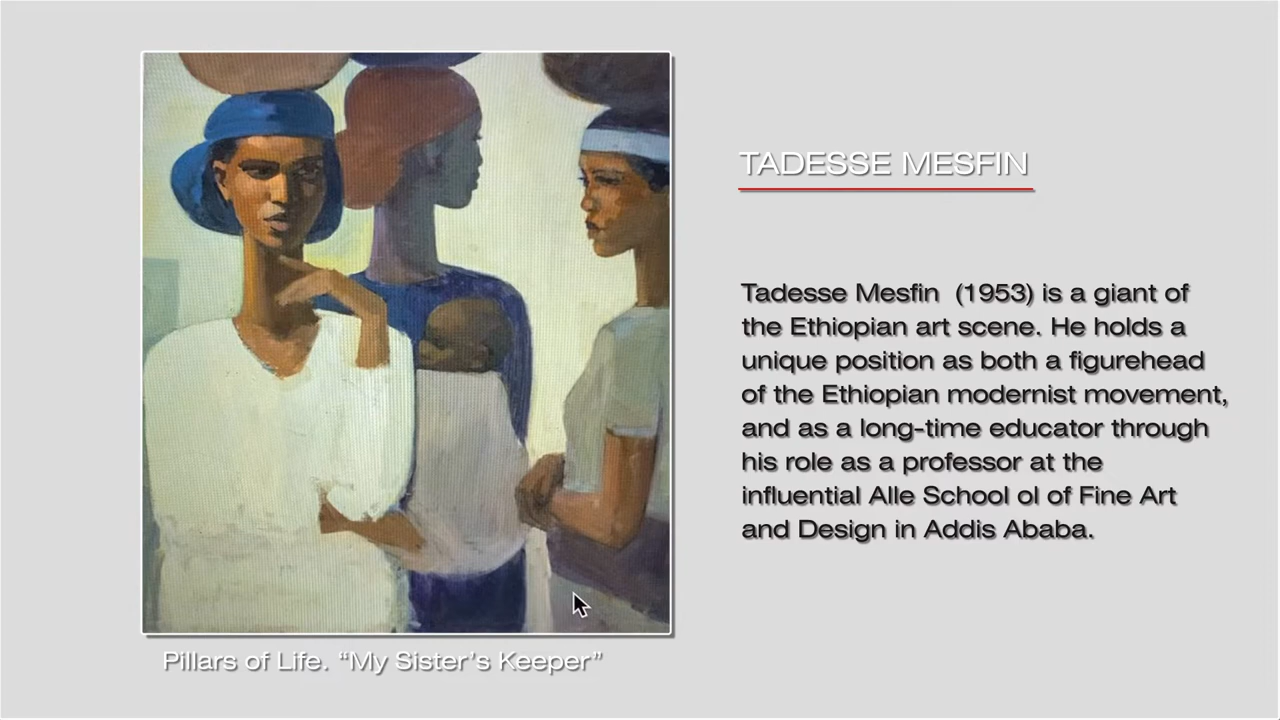 TADESSE MESFIN
Tadesse Mesfin (1953) is a giant of
the Ethiopian art scene. He holds a
unique position as both a figurehead
of the Ethiopian modernist movement,
and as a long-time educator through
his role as a professor at the
influential Alle School ol of Fine Art
and Design in Addis Ababa.
Pillars of Life. “My Sister’s Keeper”